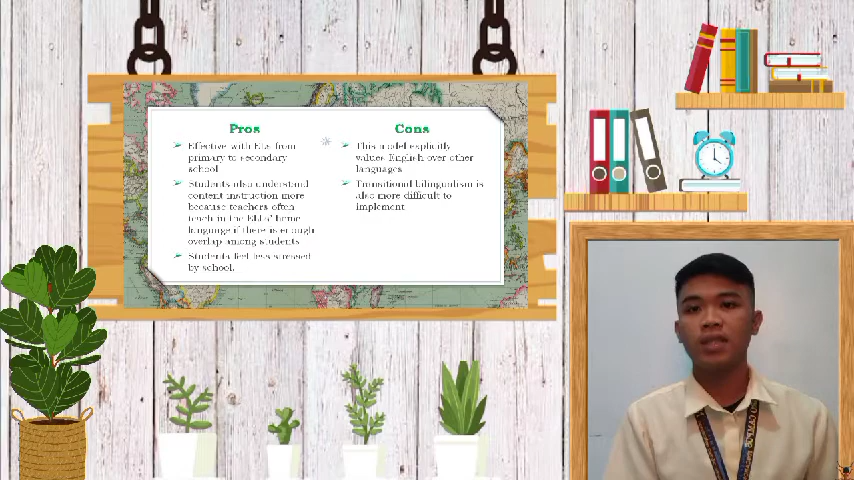 Pros
Effective with ELs from
primary to secondary
school
Students also understand
content instruction more
because teachers often
teach in the ELs' home
language if there is enough
overlap among students
Students feel less stressed
by school.
Cons
This model explicitly
values English over other
languages
Transitional bilingualism is
also more difficult to
implement